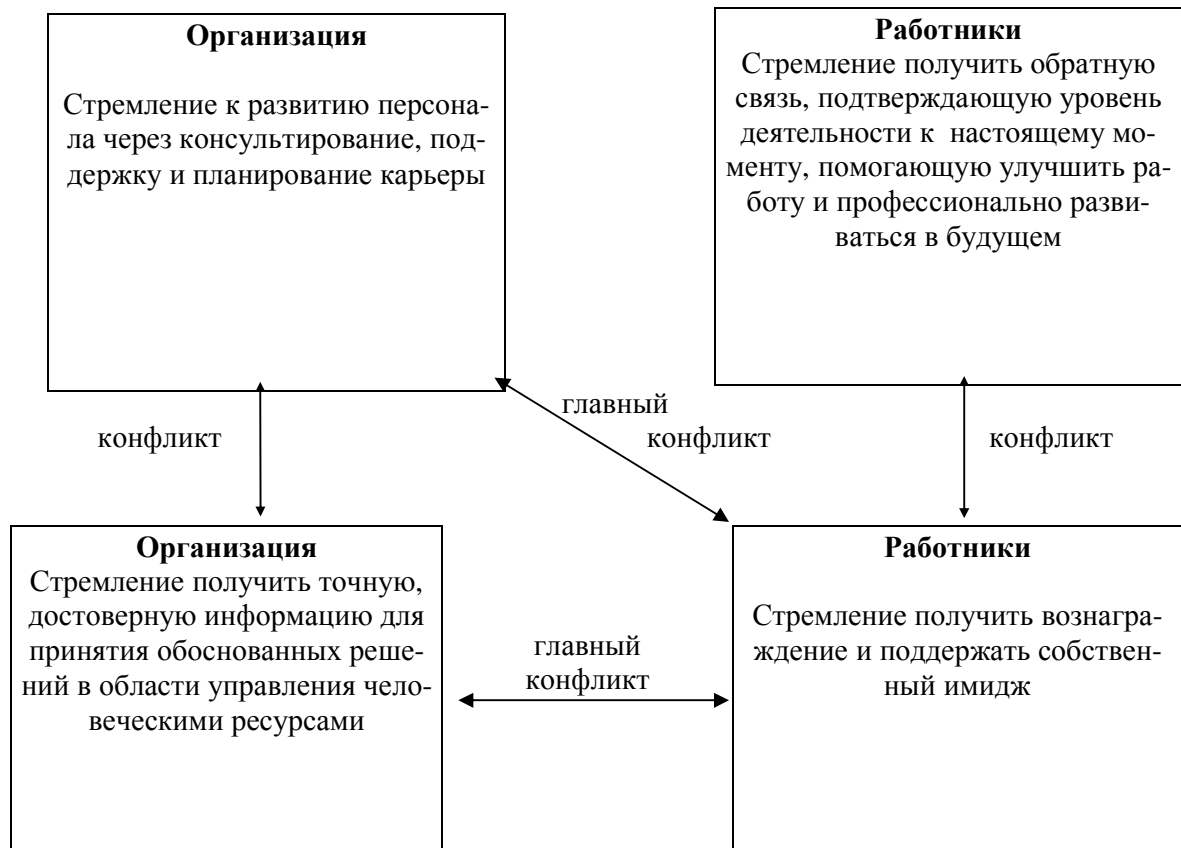 Организация
Стремление к развитию персона-
ла через консультирование, под-
держку и планирование карьеры
Работники
Стремление получить обратную
связь, подтверждающую уровень
деятельности к  настоящему мо-
менту, помогающую улучшить ра-
боту и профессионально разви-
ваться в будущем
конфликт
главный
конфликт
конфликт
Организация
Стремление получить точную,
достоверную информацию для
принятия обоснованных реше-
ний в области управления чело-
веческими ресурсами
главный
конфликт
Работники
Стремление получить вознагра-
ждение и поддержать собствен-
ный имидж